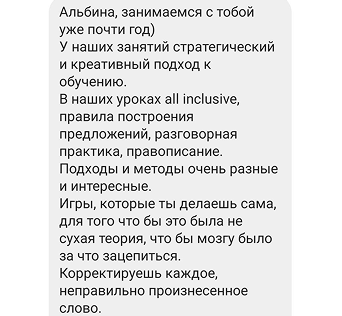 Альбина, занимаемся с тобой
уже почти год)
У наших занятий стратегический
и креативный подход к
обучению.
В наших уроках all inclusive,
правила построения
предложений, разговорная
практика, правописание.
Подходы и методы очень разные
и интересные.
Игры, которые ты делаешь сама,
для того что бы это была не
сухая теория, что бы мозгу было
за что зацепиться.
Корректируешь каждое,
неправильно произнесенное
слово.